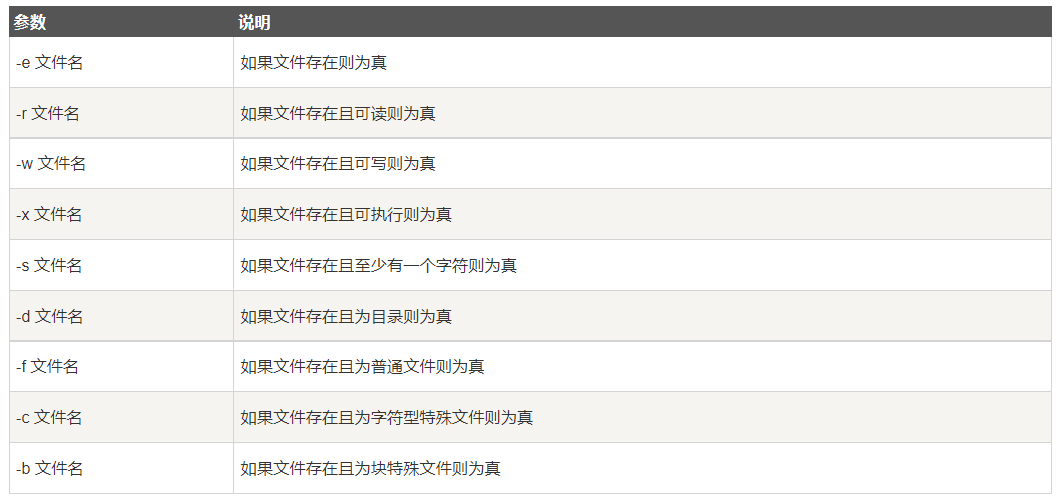 参数 说明
-e 文件名 如果文件存在则为真
-r 文件名 如果文件存在且可读则为真
-w 文件名 如果文件存在且可写则为真
-x 文件名 如果文件存在且可执行则为真
-s 文件名 如果文件存在且至少有一个字符则为真
-d 文件名 如果文件存在且为目录则为真
-f 文件名 如果文件存在且为普通文件则为真
-c 文件名 如果文件存在且为字符型特殊文件则为真
-b 文件名 如果文件存在且为块特殊文件则为真